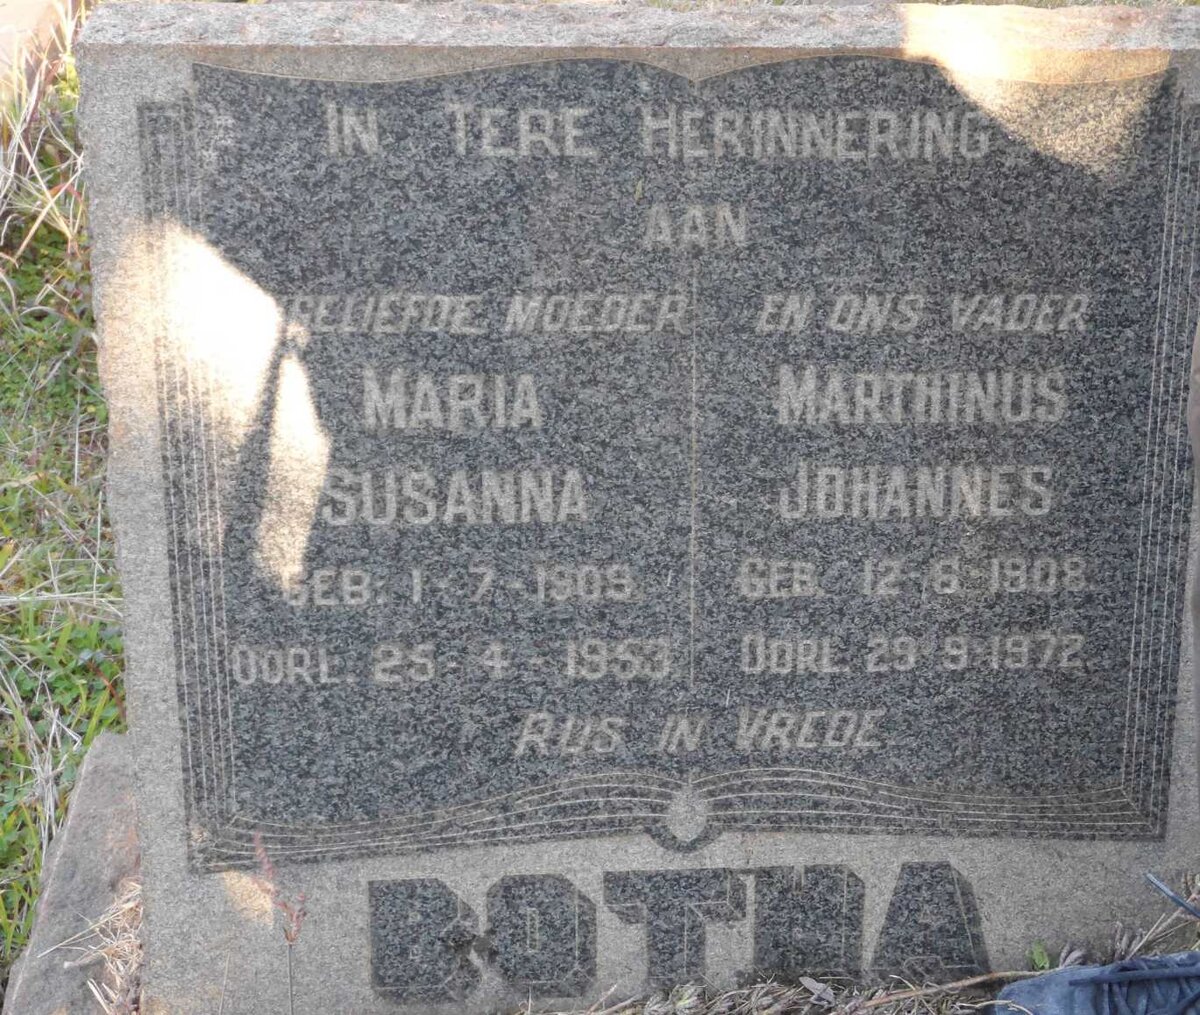 IN TERE HERINNERING
AAN
GELIEFDE MOEDER
MARIA
SUSANNA
GEB. 1-7-1909.
OORL. 25-4-1953.
EN ONS VADER
MARTHINUS
JOHANNES
GEB. 12-6-1908.
OORL. 29-9-1972.
RUS IN VREDE
BOTHA